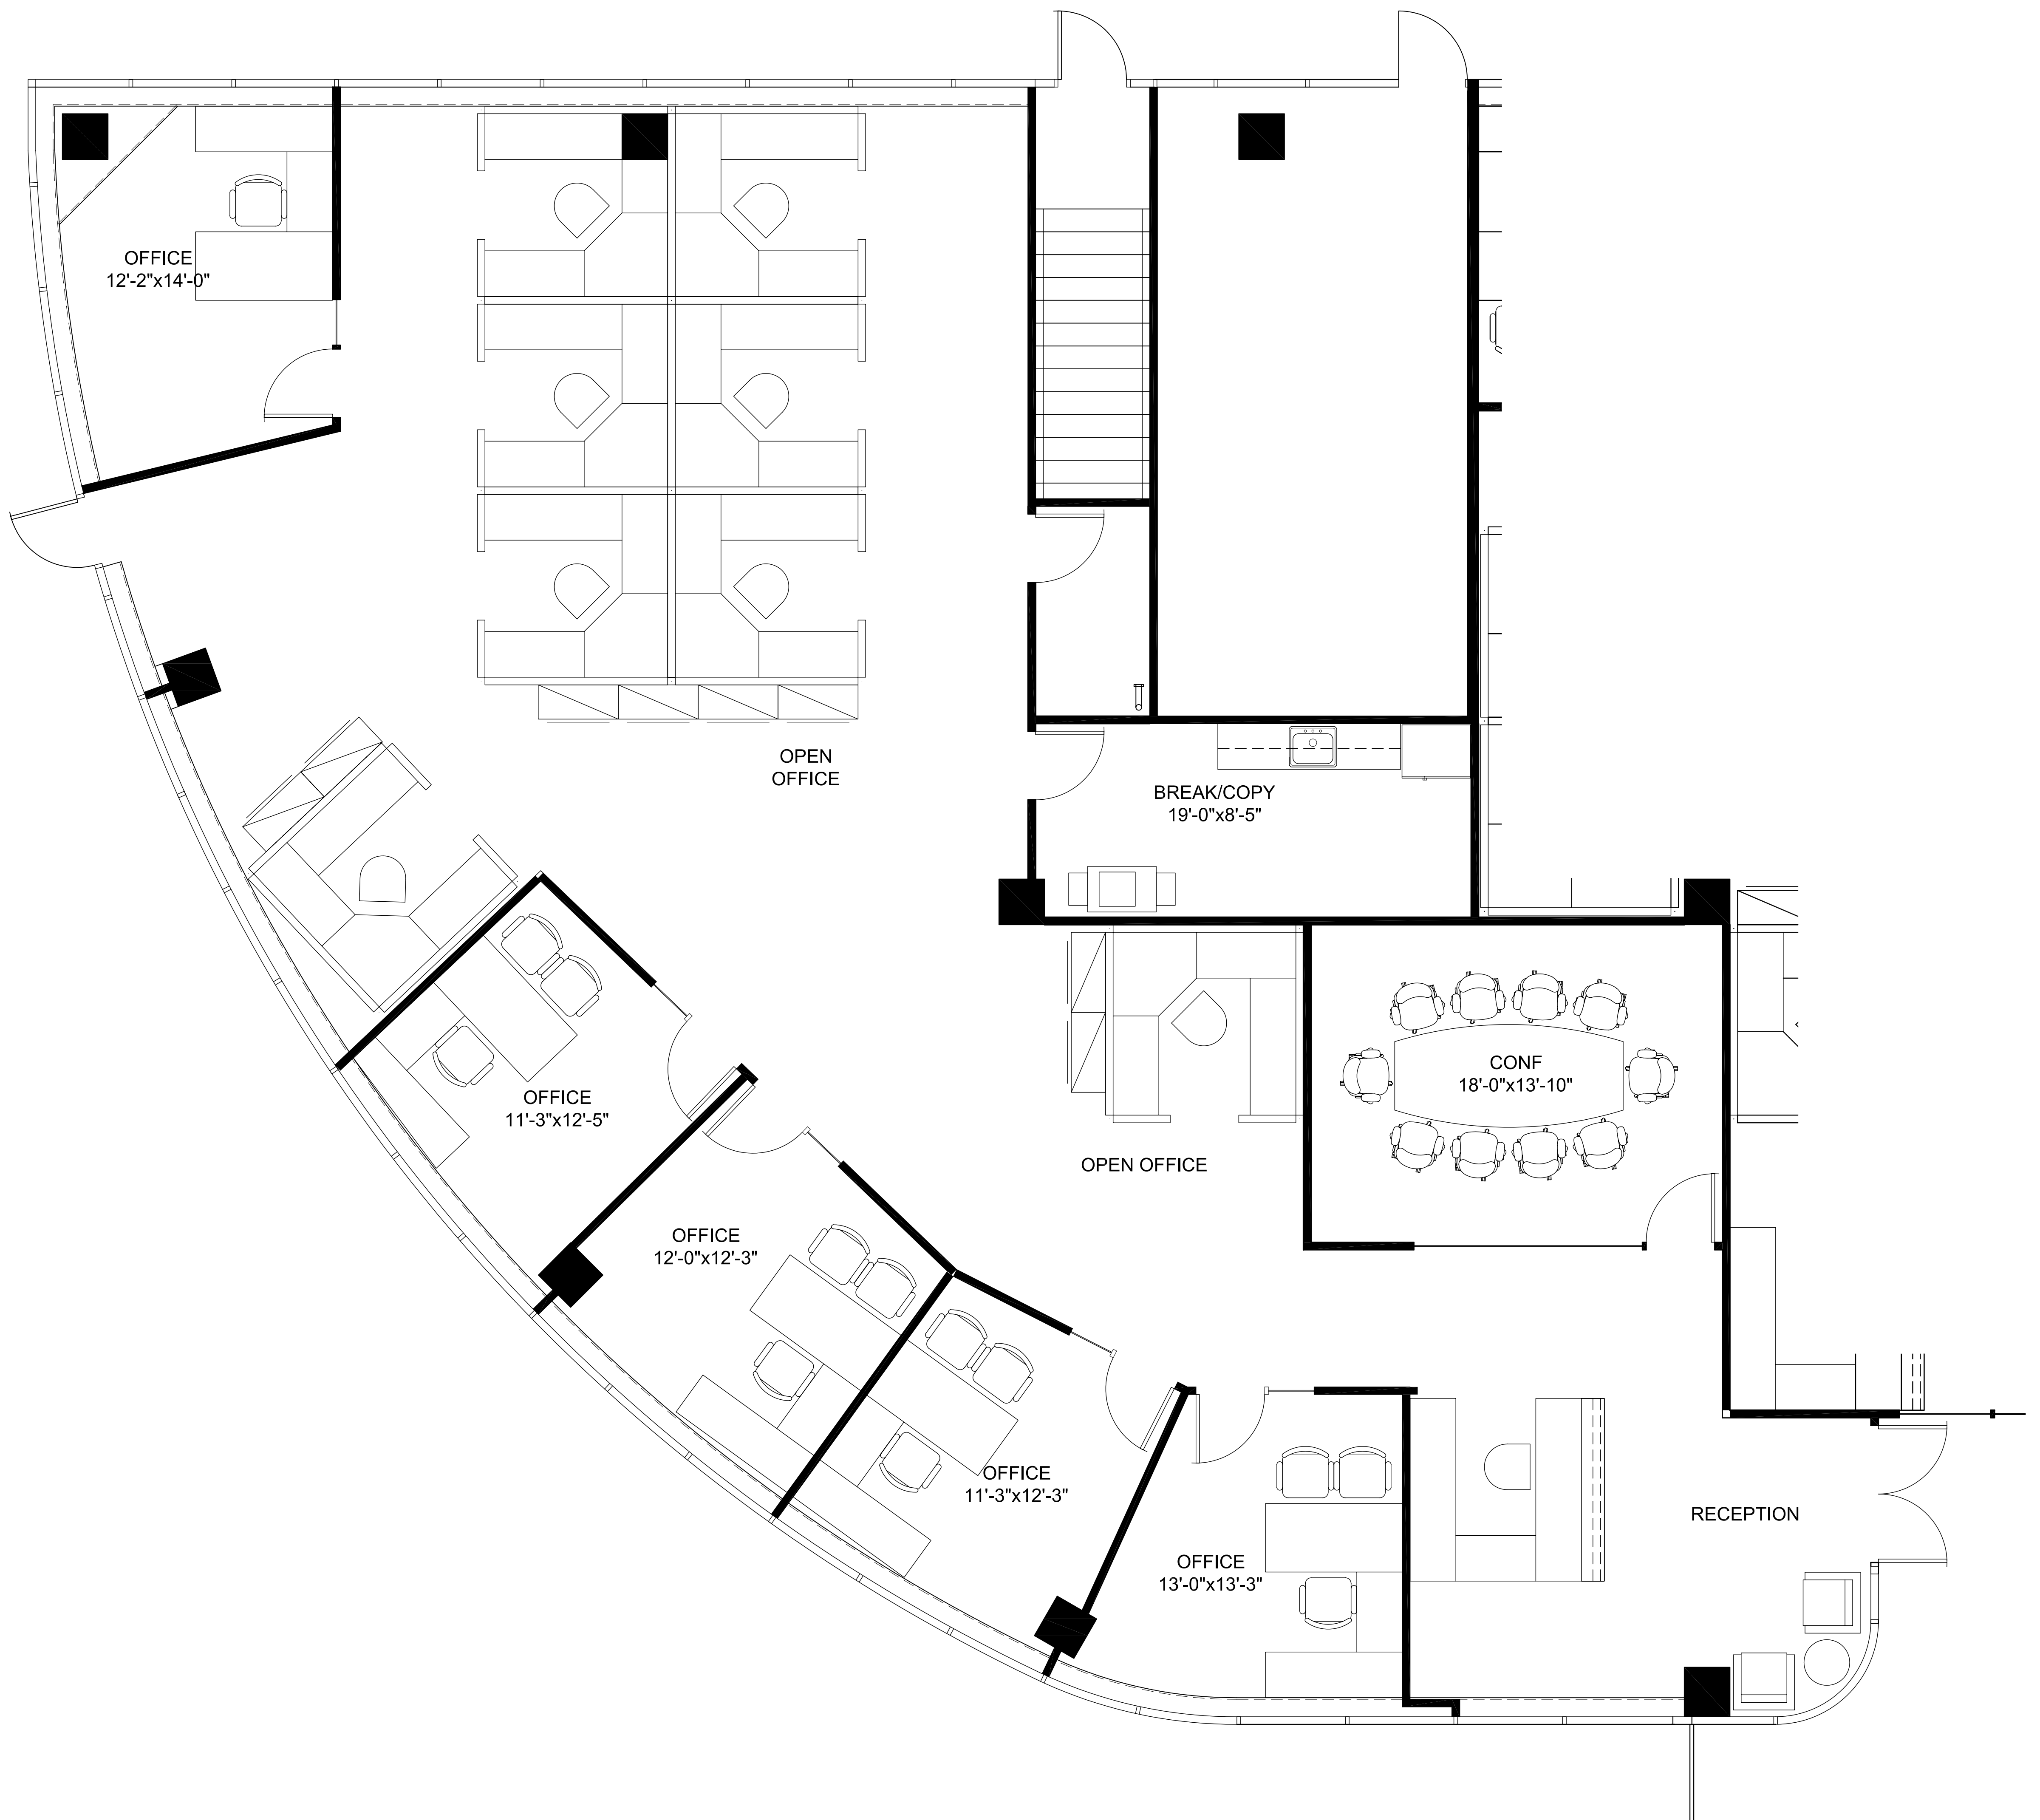 OFFICE
12'-2"x14'-0"
OPEN
OFFICE
BREAK/COPY
19'-0"x8'-5"
CONF
18'-0"x13'-10"
OFFICE
11'-3"x12'-5"
OPEN OFFICE
OFFICE
12'-0"x12'-3"
OFFICE
11'-3"x12'-3"
RECEPTION
OFFICE
13'-0"x13'-3"